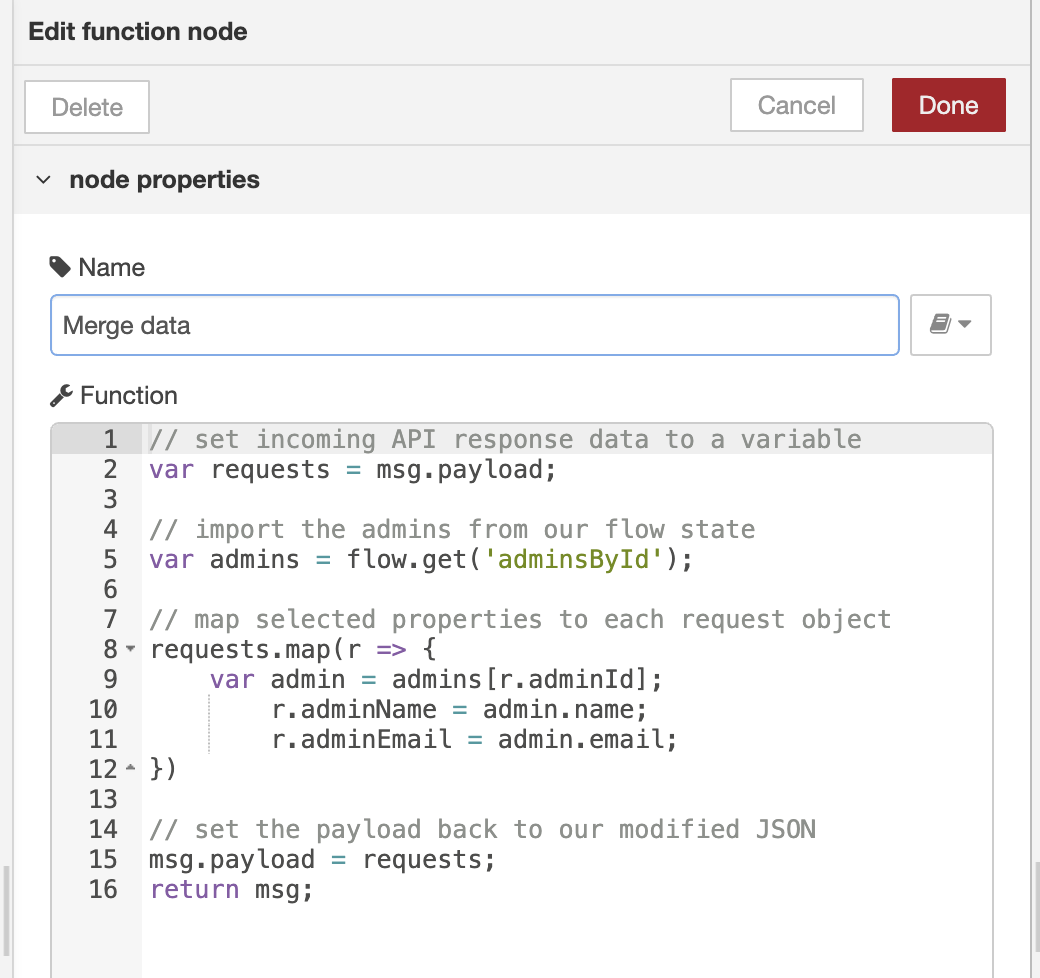 Edit function node
Delete
Cancel
Done
node properties
Name
Merge data
Function
1 // set incoming API response data to a variable
2 var requests = msg.payload;
3
4 // import the admins from our flow state
5 var admins = flow.get('adminsById');
6
7 // map selected properties to each request object
8 requests.map(r => {
9     var admin = admins[r.adminId];
10         r.adminName = admin.name;
11         r.adminEmail = admin.email;
12 })
13
14 // set the payload back to our modified JSON
15 msg.payload = requests;
16 return msg;